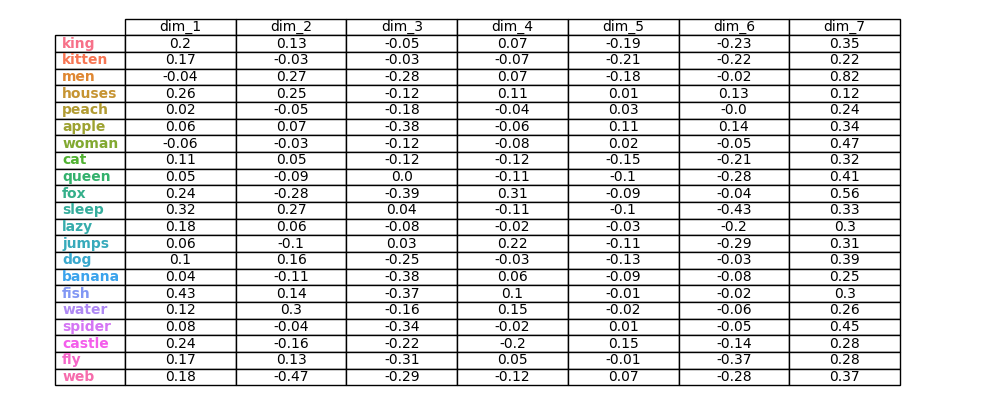 dim_1 dim_2 dim_3 dim_4 dim_5 dim_6 dim_7
king 0.2 0.13 -0.05 0.07 -0.19 -0.23 0.35
kitten 0.17 -0.03 -0.03 -0.07 -0.21 -0.22 0.22
men -0.04 0.27 -0.28 0.07 -0.18 -0.02 0.82
houses 0.26 0.25 -0.12 0.11 0.01 0.13 0.12
peach 0.02 -0.05 -0.18 -0.04 0.03 -0.0 0.24
apple 0.06 0.07 -0.38 -0.06 0.11 0.14 0.34
woman -0.06 -0.03 -0.12 -0.08 0.02 -0.05 0.47
cat 0.11 0.05 -0.12 -0.12 -0.15 -0.21 0.32
queen 0.05 -0.09 0.0 -0.11 -0.1 -0.28 0.41
fox 0.24 -0.28 -0.39 0.31 -0.09 -0.04 0.56
sleep 0.32 0.27 0.04 -0.11 -0.1 -0.43 0.33
lazy 0.18 0.06 -0.08 -0.02 -0.03 -0.2 0.3
jumps 0.06 -0.1 0.03 0.22 -0.11 -0.29 0.31
dog 0.1 0.16 -0.25 -0.03 -0.13 -0.03 0.39
banana 0.04 -0.11 -0.38 0.06 -0.09 -0.08 0.25
fish 0.43 0.14 -0.37 0.1 -0.01 -0.02 0.3
water 0.12 0.3 -0.16 0.15 -0.02 -0.06 0.26
spider 0.08 -0.04 -0.34 -0.02 0.01 -0.05 0.45
castle 0.24 -0.16 -0.22 -0.2 0.15 -0.14 0.28
fly 0.17 0.13 -0.31 0.05 -0.01 -0.37 0.28
web 0.18 -0.47 -0.29 -0.12 0.07 -0.28 0.37